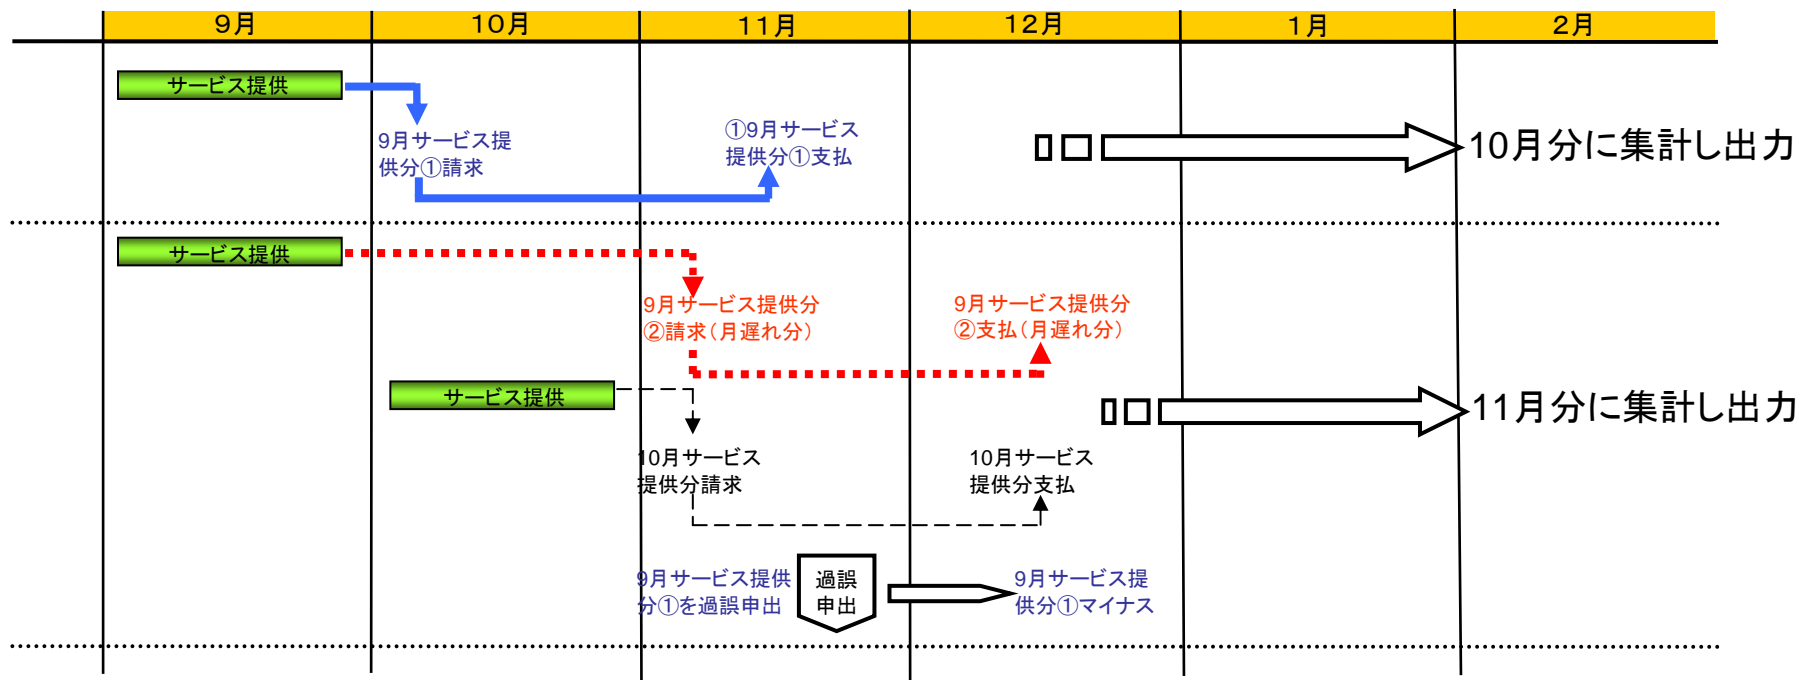 9月
10月
11月
12月
1月
2月
サービス提供
9月サービス提
供分①請求
①9月サービス
提供分①支払
10月分に集計し出力
サービス提供
9月サービス提供分
②請求（月遅れ分）
9月サービス提供分
②支払（月遅れ分）
サービス提供
11月分に集計し出力
10月サービス
提供分請求
10月サービス
提供分支払
9月サービス提供
分①を過誤申出
過誤
申出
9月サービス提
供分①マイナス